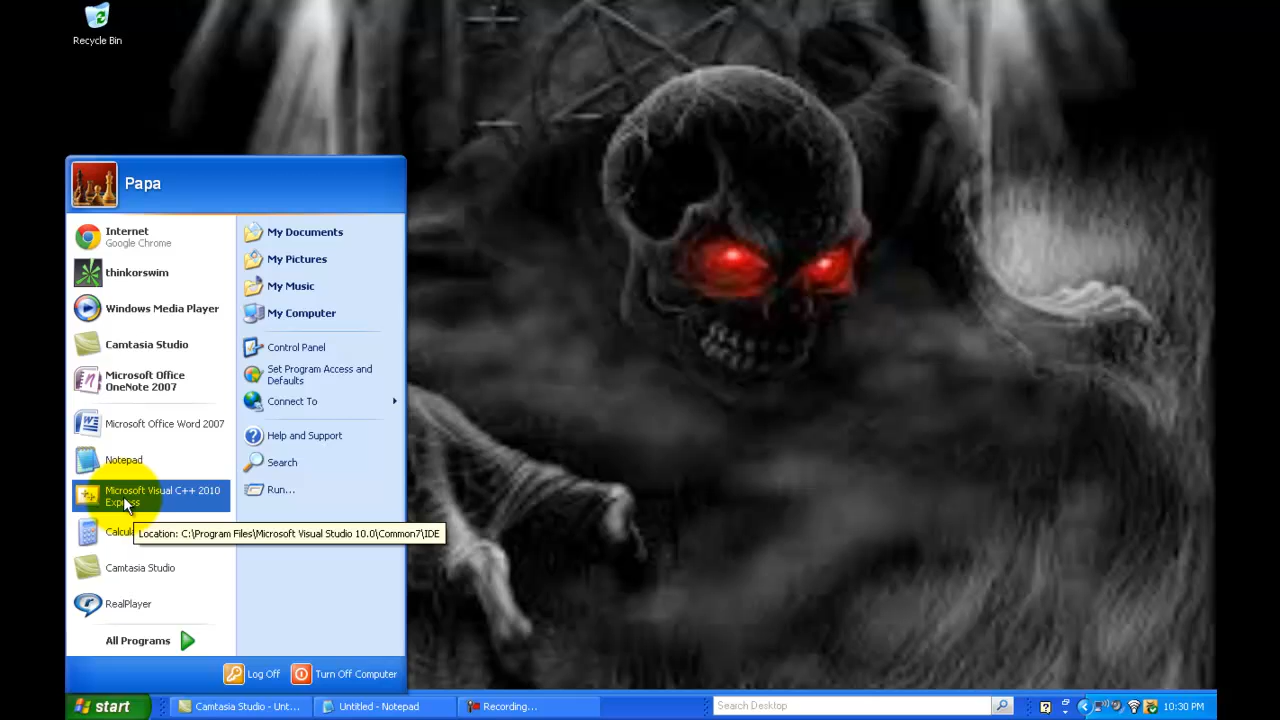 Recycle Bin
Papa
Internet
Google Chrome
thinkorswim
Windows Media Player
Camtasia Studio
Microsoft Office
OneNote 2007
Microsoft Office Word 2007
Notepad
Microsoft Visual C++ 2010
Express
Calcula
Camtasia Studio
RealPlayer
All Programs
My Documents
My Pictures
My Music
My Computer
Control Panel
Set Program Access and
Defaults
Connect To
Help and Support
Search
Run...
Location: C:\Program Files\Microsoft Visual Studio 10.0\Common7\IDE
Log Off
Turn Off Computer
start
Camtasia Studio - Unt...
Untitled - Notepad
Recording...
Search Desktop
10:30 PM